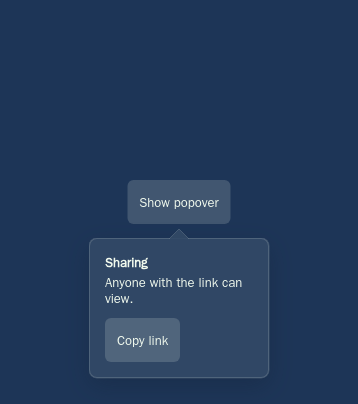 Show popover
Sharing
Anyone with the link can
view.
Copy link